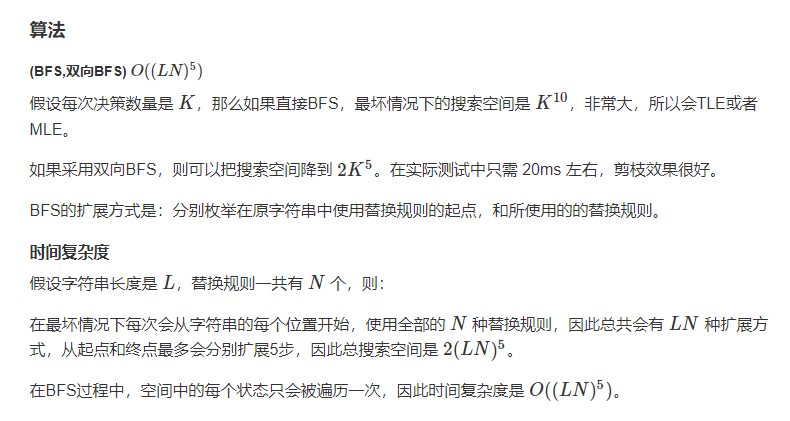 算法
(BFS,双向BFS) O((LN)^5)
假设每次决策数量是 K，那么如果直接BFS，最坏情况下的搜索空间是 K^10，非常大，所以会TLE或者
MLE。
如果采用双向BFS，则可以把搜索空间降到 2K^5。在实际测试中只需 20ms 左右，剪枝效果很好。
BFS的扩展方式是：分别枚举在原字符串中使用替换规则的起点，和所使用的的替换规则。
时间复杂度
假设字符串长度是 L，替换规则一共有 N 个，则：
在最坏情况下每次会从字符串的每个位置开始，使用全部的 N 种替换规则，因此总共会有 LN 种扩展方
式，从起点和终点最多会分别扩展5步，因此总搜索空间是 2(LN)^5。
在BFS过程中，空间中的每个状态只会被遍历一次，因此时间复杂度是 O((LN)^5)。